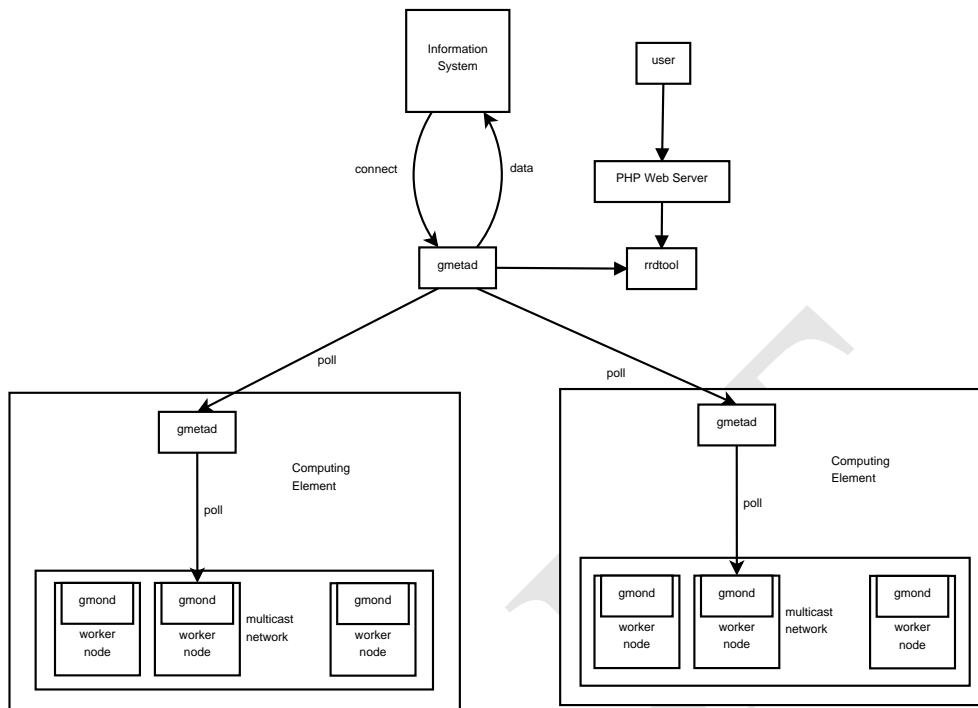 Information
System
user
connect
data
PHP Web Server
gmetad
rrdtool
poll
poll
gmetad
gmetad
Computing
Element
Computing
Element
poll
poll
gmond
worker
node
gmond
worker
node
multicast
network
gmond
worker
node
gmond
worker
node
gmond
worker
node
multicast
network
gmond
worker
node